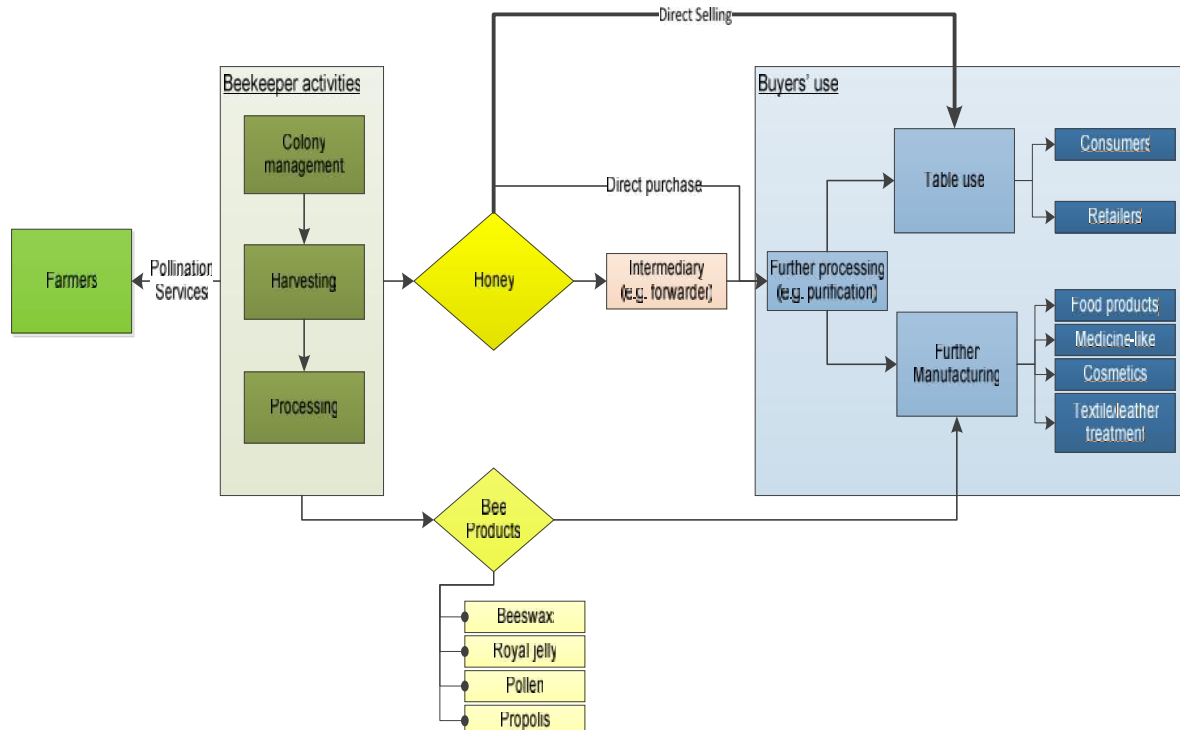 Direct Selling
Beekeeper activities
Buyers' use
Colony
management
Consumers
Table use
Direct purchase
Retailers
Farmers
Pollination
Services
Harvesting
Honey
Intermediary
(e.g. forwarder)
Further processing
(e.g. purification)
Food products
Medicine-like
Further
Manufacturing
Cosmetics
Processing
Textile/leather
treatment
Bee
Products
Beeswax
Royal jelly
Pollen
Propolis